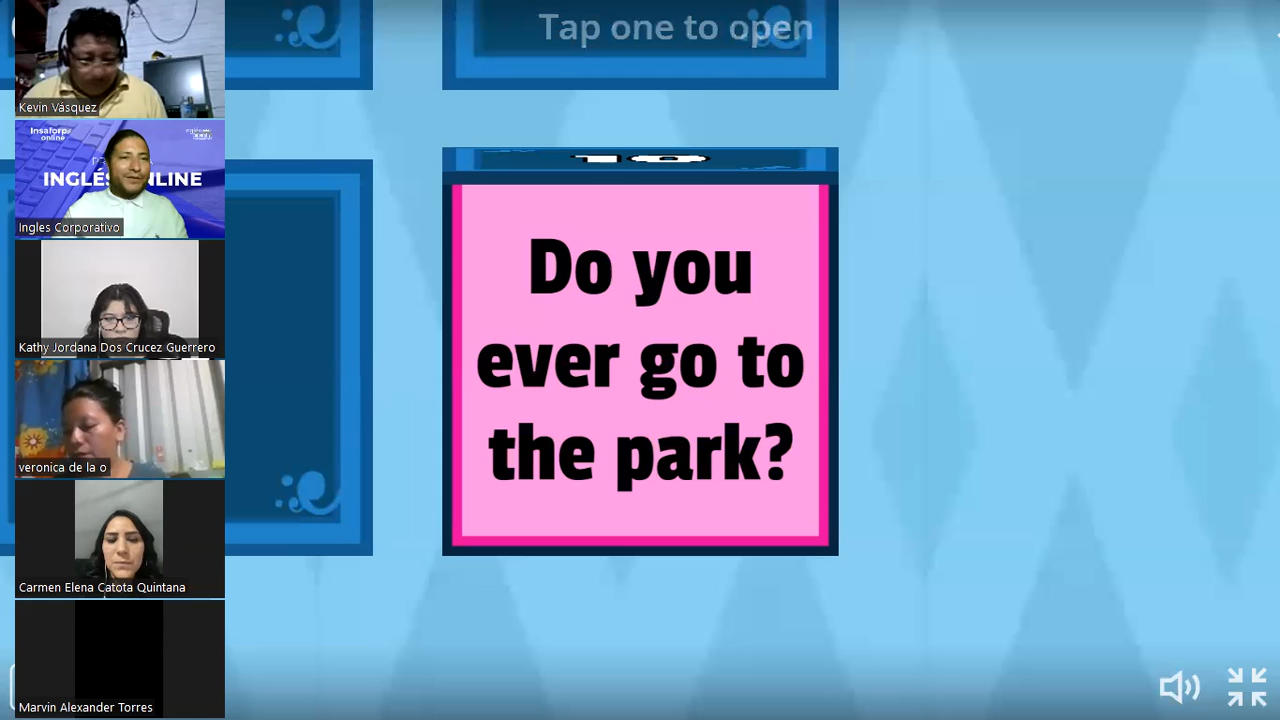 Tap one to open
10
Do you
ever go to
the park?
Kevin Vásquez
Insaforp
online
INGLÉS ONLINE
Ingles Corporativo
Kathy Jordana Dos Crucez Guerrero
veronica de la o
Carmen Elena Catota Quintana
Marvin Alexander Torres